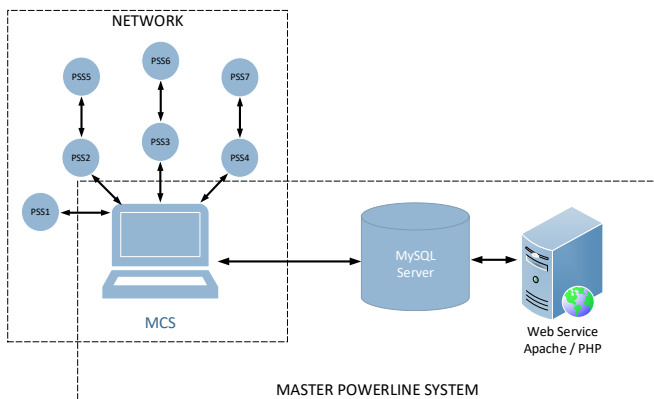 NETWORK
PSS5
PSS6
PSS7
PSS2
PSS3
PSS4
PSS1
MCS
MySQL
Server
Web Service
Apache / PHP
MASTER POWERLINE SYSTEM